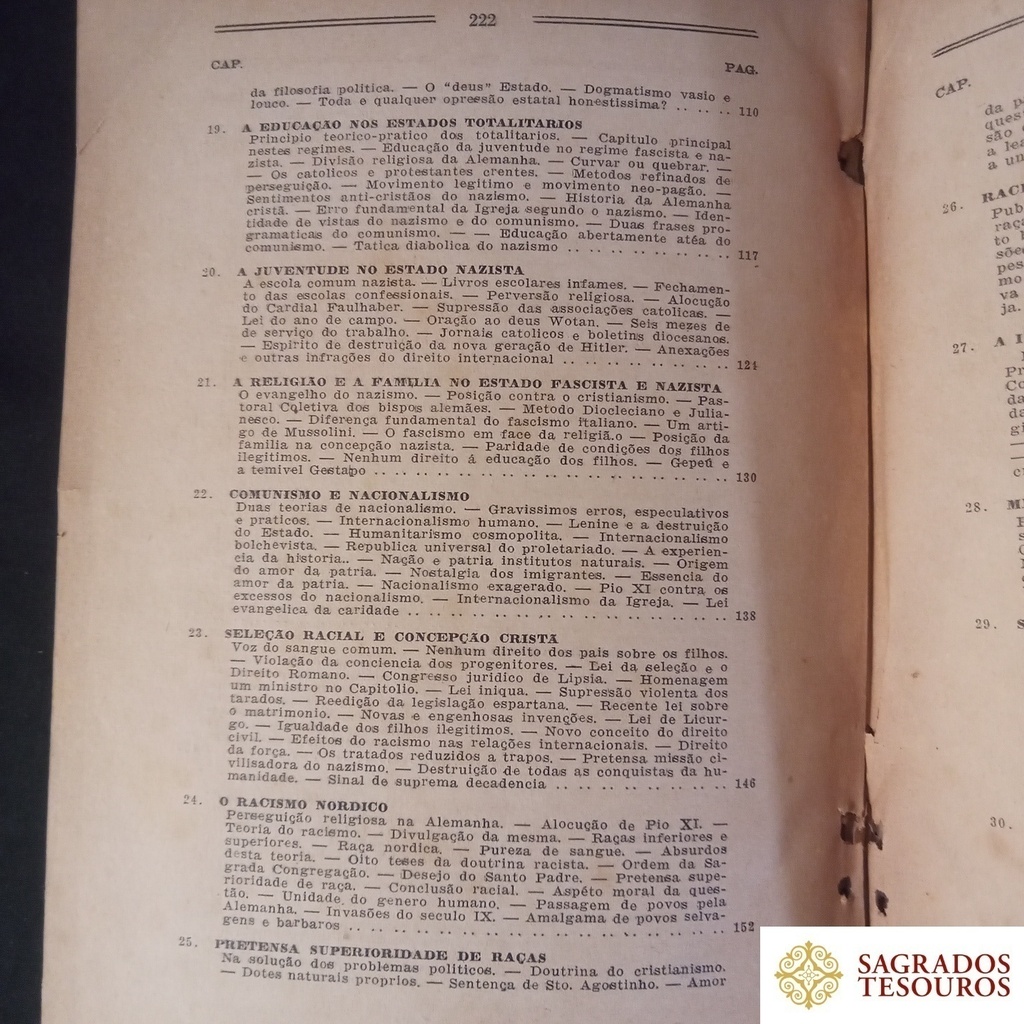 222
CAP. PAG.
da filosofia politica. — O "deus" Estado. — Dogmatismo vasio e
louco. — Toda e qualquer opressão estatal honestissima? .. .. .. 110
19. A EDUCAÇÃO NOS ESTADOS TOTALITARIOS
Principio teorico-pratico dos totalitarios. — Capitulo principal
nestes regimes. — Educação da juventude no regime fascista e na-
zista. — Divisão religiosa da Alemanha. — Curvar ou quebrar. —
— Os catolicos e protestantes crentes. — Metodos refinados de
perseguição. — Movimento legitimo e movimento neo-pagão. —
Sentimentos anti-cristãos do nazismo. — Historia da Alemanha
cristã. — Erro fundamental da Igreja segundo o nazismo. — Iden-
tidade de vistas do nazismo e do comunismo. — Duas frases pro-
gramaticas do comunismo. — — Educação abertamente atéa do
comunismo. — Tatica diabolica do nazismo .. .. .. .. .. .. .. .. 117
20. A JUVENTUDE NO ESTADO NAZISTA
A escola comum nazista. — Livros escolares infames. — Fechamen-
to das escolas confessionais. — Perversão religiosa. — Alocução
do Cardial Faulhaber. — Supressão das associações catolicas. —
Lei do ano de campo. — Oração ao deus Wotan. — Seis mezes de
de serviço do trabalho. — Jornais catolicos e boletins diocesanos.
— Espirito de destruição da nova geração de Hitler. — Anexações
e outras infrações do direito internacional .. .. .. .. .. .. .. .. 124
21. A RELIGIÃO E A FAMILIA NO ESTADO FASCISTA E NAZISTA
O evangelho do nazismo. — Posição contra o cristianismo. — Pas-
toral Coletiva dos bispos alemães. — Metodo Diocleciano e Julia-
nesco. — Diferença fundamental do fascismo italiano. — Um arti-
go de Mussolini. — O fascismo em face da religiã.o — Posição da
familia na concepção nazista. — Paridade de condições dos filhos
ilegitimos. — Nenhum direito á educação dos filhos. — Gepeú e
a temivel Gestapo .. .. .. .. .. .. .. .. .. .. .. .. .. .. .. .. 130
22. COMUNISMO E NACIONALISMO
Duas teorias de nacionalismo. — Gravissimos erros, especulativos
e praticos. — Internacionalismo humano. — Lenine e a destruição
do Estado. — Humanitarismo cosmopolita. — Internacionalismo
bolchevista. — Republica universal do proletariado. — A experien-
cia da historia.. — Nação e patria institutos naturais. — Origem
do amor da patria. — Nostalgia dos imigrantes. — Essencia do
amor da patria. — Nacionalismo exagerado. — Pio XI contra os
excessos do nacionalismo. — Internacionalismo da Igreja. — Lei
evangelica da caridade .. .. .. .. .. .. .. .. .. .. .. .. .. .. 138
23. SELEÇÃO RACIAL E CONCEPÇÃO CRISTÃ
Voz do sangue comum. — Nenhum direito dos pais sobre os filhos.
— Violação da conciencia dos progenitores. — Lei da seleção e o
Direito Romano. — Congresso juridico de Lipsia. — Homenagem
um ministro no Capitolio. — Lei iniqua. — Supressão violenta dos
tarados. — Reedição da legislação espartana. — Recente lei sobre
o matrimonio. — Novas e engenhosas invenções. — Lei de Licur-
go. — Igualdade dos filhos ilegitimos. — Novo conceito do direito
civil. — Efeitos do racismo nas relações internacionais. — Direito
da força. — Os tratados reduzidos a trapos. — Pretensa missão ci-
vilisadora do nazismo. — Destruição de todas as conquistas da hu-
manidade. — Sinal de suprema decadencia .. .. .. .. .. .. .. .. 146
24. O RACISMO NORDICO
Perseguição religiosa na Alemanha. — Alocução de Pio XI. —
Teoria do racismo. — Divulgação da mesma. — Raças inferiores e
superiores. — Raça nordica. — Pureza de sangue. — Absurdos
desta teoria. — Oito teses da doutrina racista. — Ordem da Sa-
grada Congregação. — Desejo do Santo Padre. — Pretensa supe-
rioridade de raça. — Conclusão racial. — Aspéto moral da ques-
tão. — Unidade do genero humano. — Passagem de povos pela
Alemanha. — Invasões do seculo IX. — Amalgama de povos selva-
gens e barbaros .. .. .. .. .. .. .. .. .. .. .. .. .. .. .. .. 152
25. PRETENSA SUPERIORIDADE DE RAÇAS
Na solução dos problemas politicos. — Doutrina do cristianismo.
— Dotes naturais proprios. — Sentença de Sto. Agostinho. — Amor
CAP.
da
ques
são
a
a
26.
Pub
raç
to
sõe
pes
mo
va
ja.
27. A
Pr
Co
da
da
gi
28.
29.
30.
SAGRADOS
TESOUROS